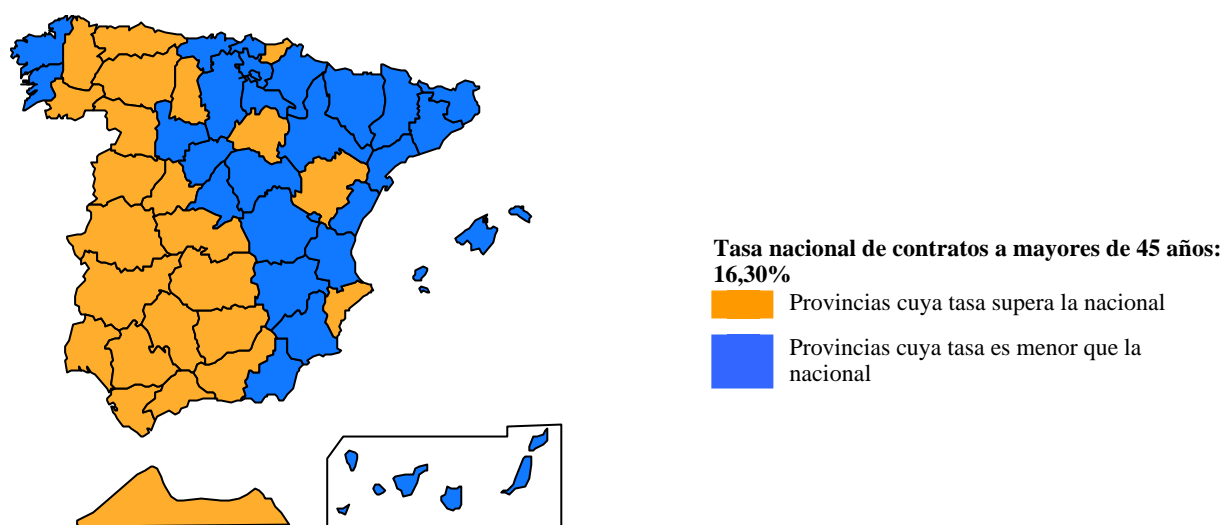 Tasa nacional de contratos a mayores de 45 años:
16,30%
Provincias cuya tasa supera la nacional
Provincias cuya tasa es menor que la
nacional